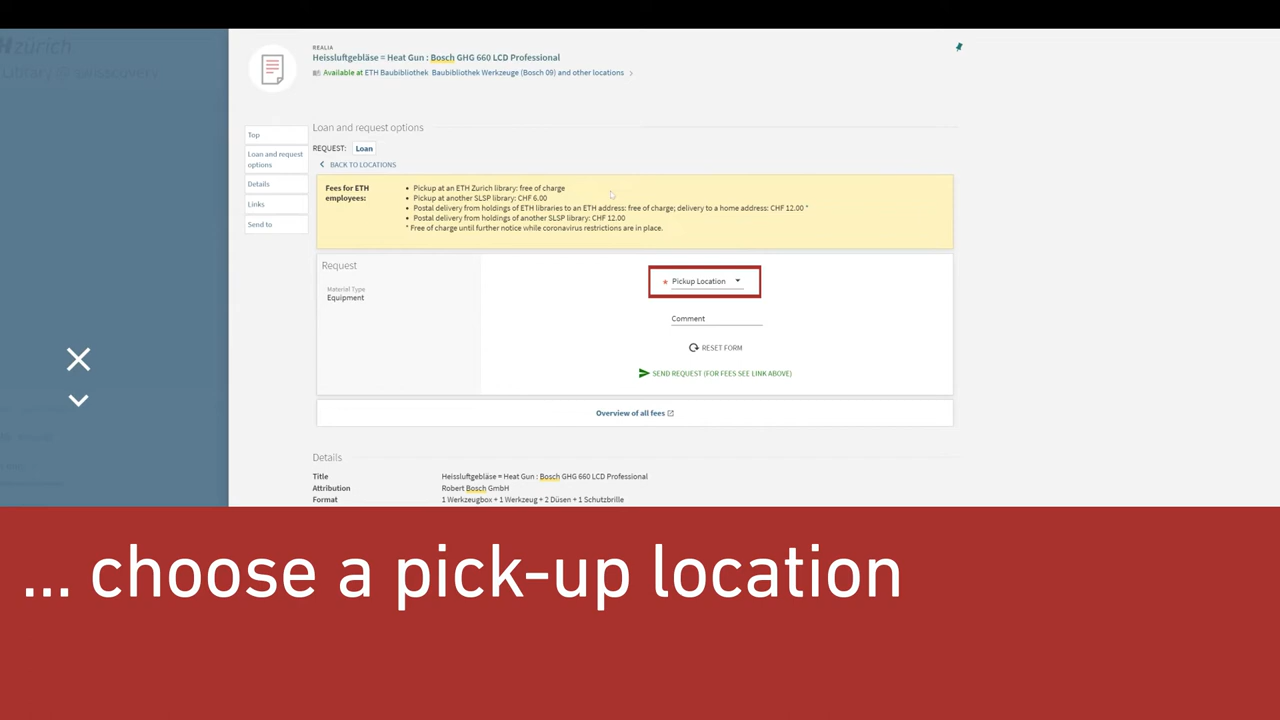 zürich
REALIA
Heissluftgebläse = Heat Gun : Bosch GHG 660 LCD Professional
Available at ETH Baubibliothek Baubibliothek Werkzeuge (Bosch 09) and other locations
Top
Loan and request options
Details
Links
Send to
Loan and request options
REQUEST: Loan
BACK TO LOCATIONS
Fees for ETH employees:
• Pickup at an ETH Zurich library: free of charge
• Pickup at another SLSP library: CHF 6.00
• Postal delivery from holdings of ETH libraries to an ETH address: free of charge; delivery to a home address: CHF 12.00 *
• Postal delivery from holdings of another SLSP library: CHF 12.00
* Free of charge until further notice while coronavirus restrictions are in place.
Request
Material Type
Equipment
* Pickup Location
Comment
RESET FORM
SEND REQUEST (FOR FEES SEE LINK ABOVE)
Overview of all fees
Details
Title Heissluftgebläse = Heat Gun : Bosch GHG 660 LCD Professional
Attribution Robert Bosch GmbH
Format 1 Werkzeugbox + 1 Werkzeug + 2 Düsen + 1 Schutzbrille
... choose a pick-up location